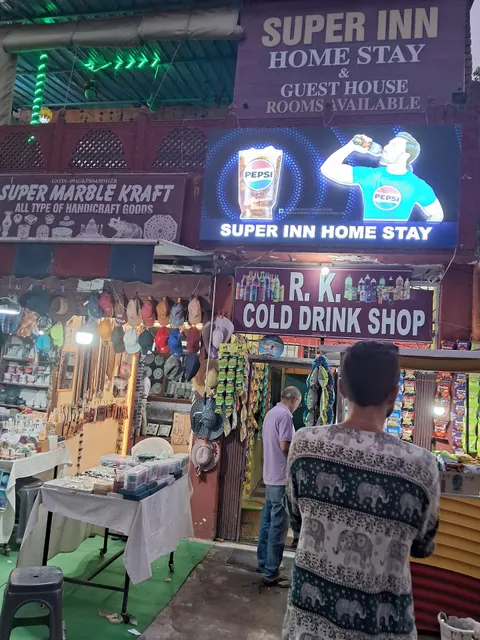 SUPER INN
HOME STAY
&
GUEST HOUSE
ROOMS AVAILABLE
SUPER MARBLE KRAFT
ALL TYPE OF HANDICRAFT GOODS
PEPSI
PEPSI
SUPER INN HOME STAY
R. K.
COLD DRINK SHOP